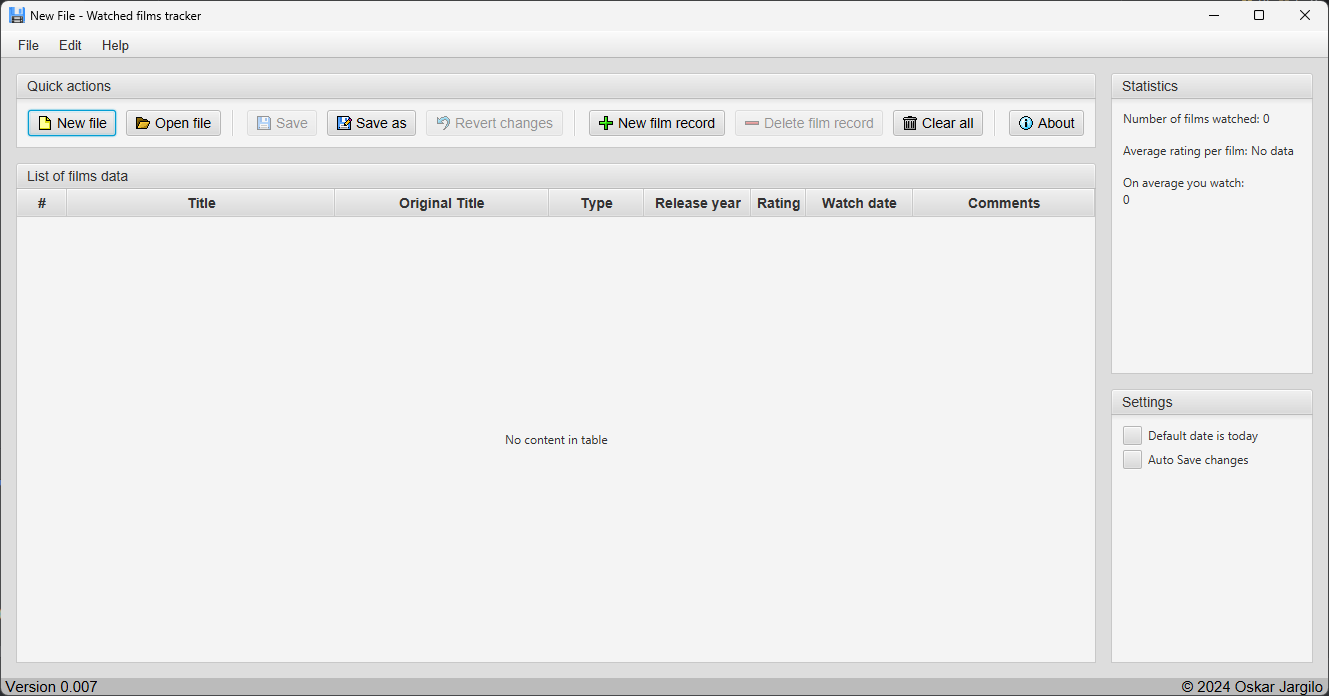 New File - Watched films tracker
File Edit Help
Quick actions
New file Open file Save Save as Revert changes New film record Delete film record Clear all About
List of films data
# Title Original Title Type Release year Rating Watch date Comments
No content in table
Statistics
Number of films watched: 0
Average rating per film: No data
On average you watch:
0
Settings
Default date is today
Auto Save changes
Version 0.007
© 2024 Oskar Jargilo